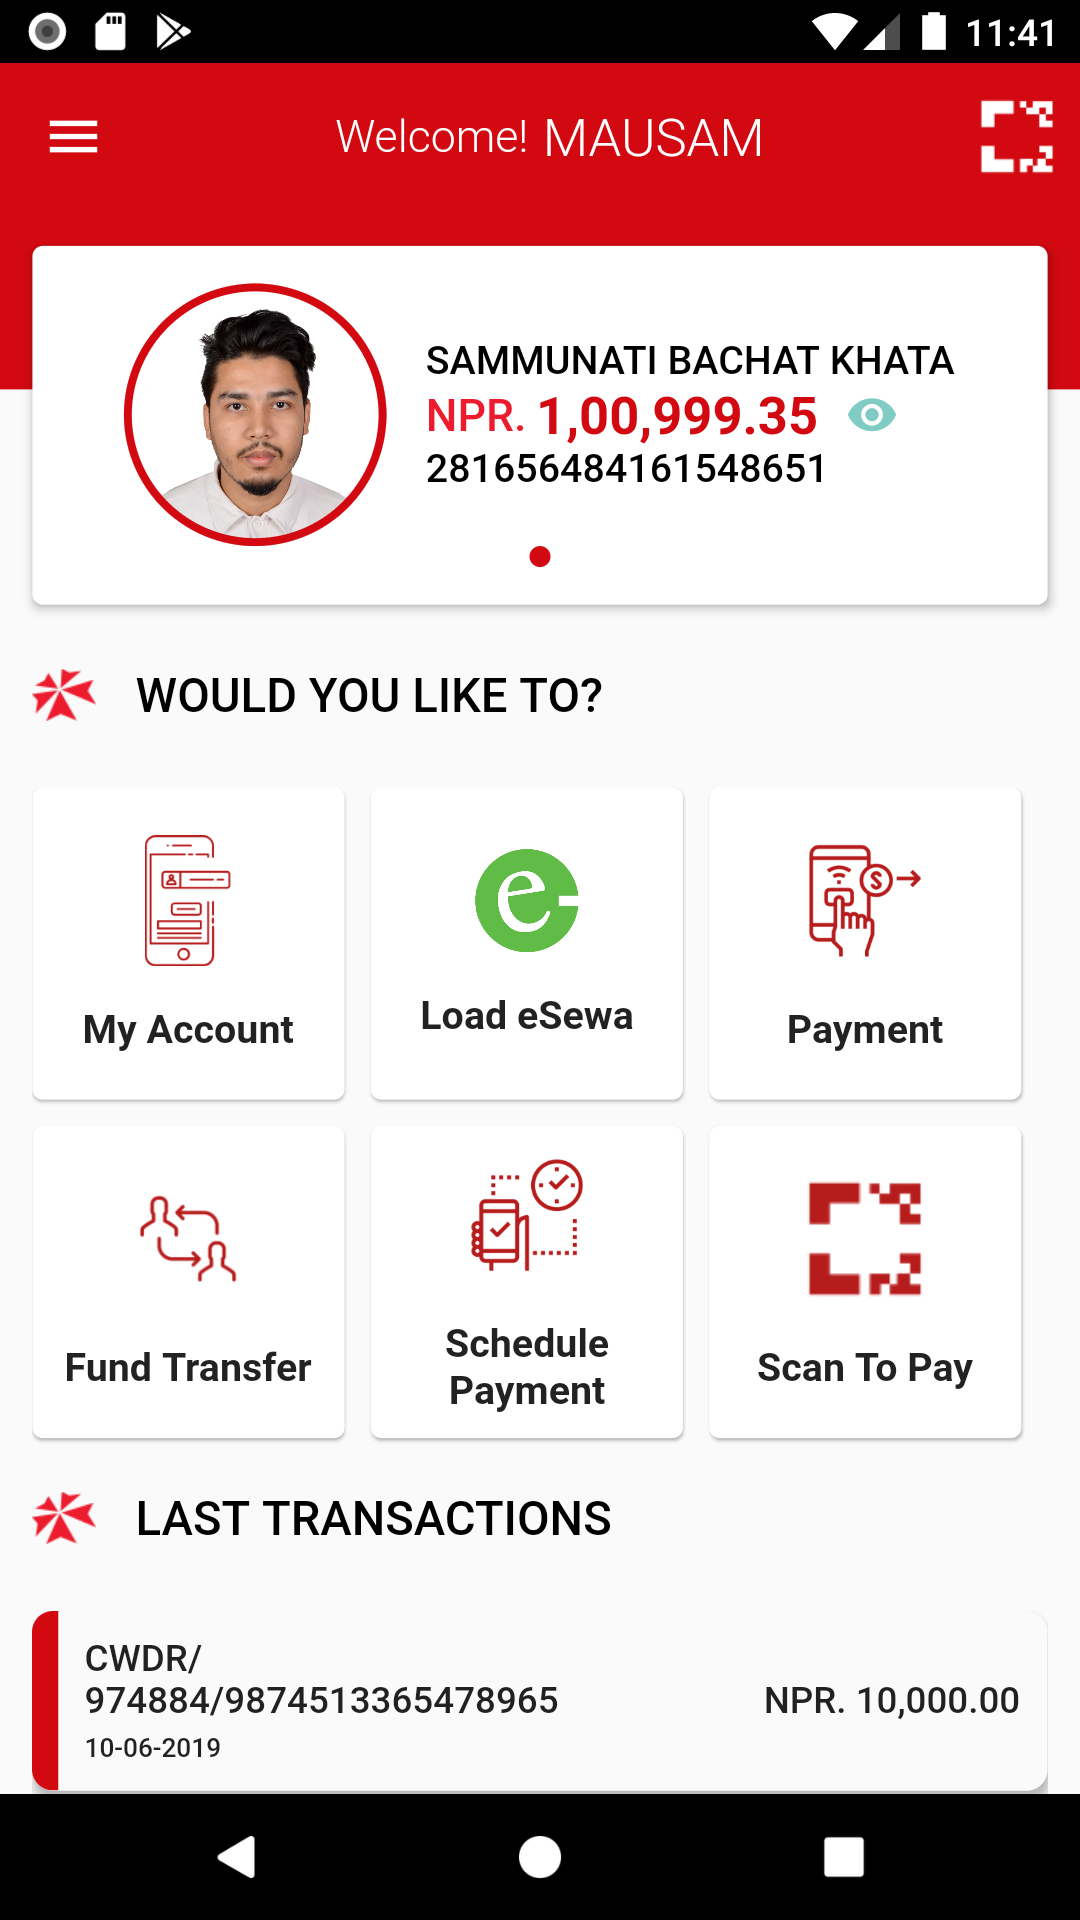 11:41
Welcome! MAUSAM
SAMMUNATI BACHAT KHATA
NPR. 1,00,999.35
281656484161548651
WOULD YOU LIKE TO?
My Account
Load eSewa
Payment
Fund Transfer
Schedule
Payment
Scan To Pay
LAST TRANSACTIONS
CWDR/
974884/9874513365478965
NPR. 10,000.00
10-06-2019